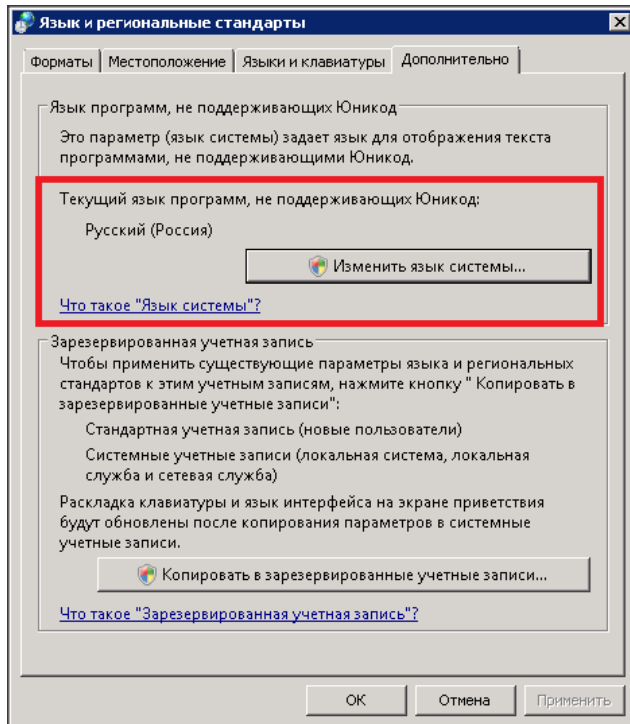 Язык и региональные стандарты
Форматы
Местоположение
Языки и клавиатуры
Дополнительно
Язык программ, не поддерживающих Юникод
Это параметр (язык системы) задает язык для отображения текста
программами, не поддерживающими Юникод.
Текущий язык программ, не поддерживающих Юникод:
Русский (Россия)
Изменить язык системы...
Что такое "Язык системы"?
Зарезервированная учетная запись
Чтобы применить существующие параметры языка и региональных
стандартов к этим учетным записям, нажмите кнопку " Копировать в
зарезервированные учетные записи":
Стандартная учетная запись (новые пользователи)
Системные учетные записи (локальная система, локальная
служба и сетевая служба)
Раскладка клавиатуры и язык интерфейса на экране приветствия
будут обновлены после копирования параметров в системные
учетные записи.
Копировать в зарезервированные учетные записи...
Что такое "Зарезервированная учетная запись"?
ОК
Отмена
Применить